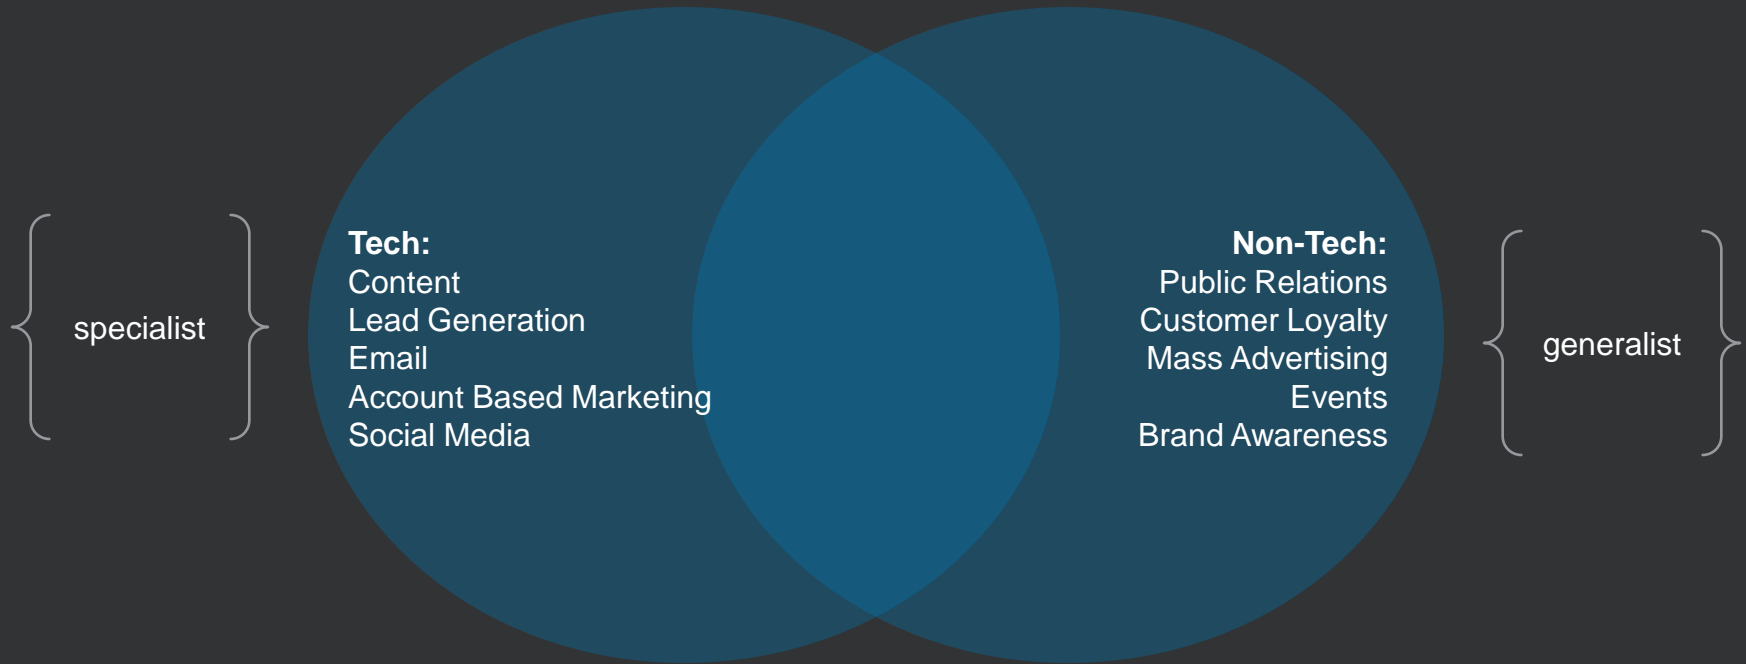 specialist
Tech:
Content
Lead Generation
Email
Account Based Marketing
Social Media
Non-Tech:
Public Relations
Customer Loyalty
Mass Advertising
Events
Brand Awareness
generalist